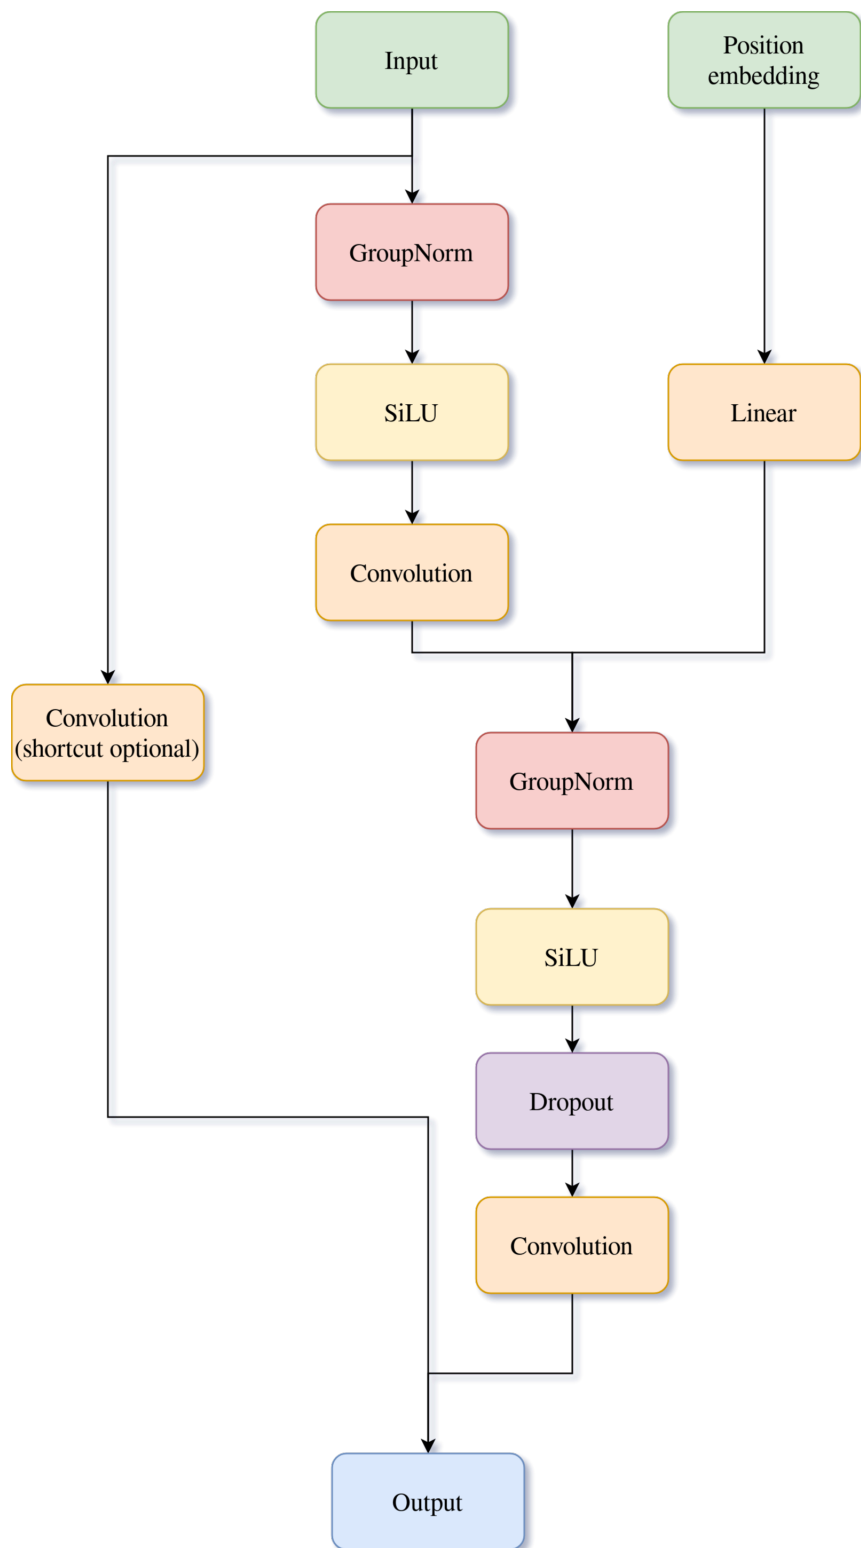 Input
Position
embedding
GroupNorm
SiLU
Linear
Convolution
Convolution
(shortcut optional)
GroupNorm
SiLU
Dropout
Convolution
Output